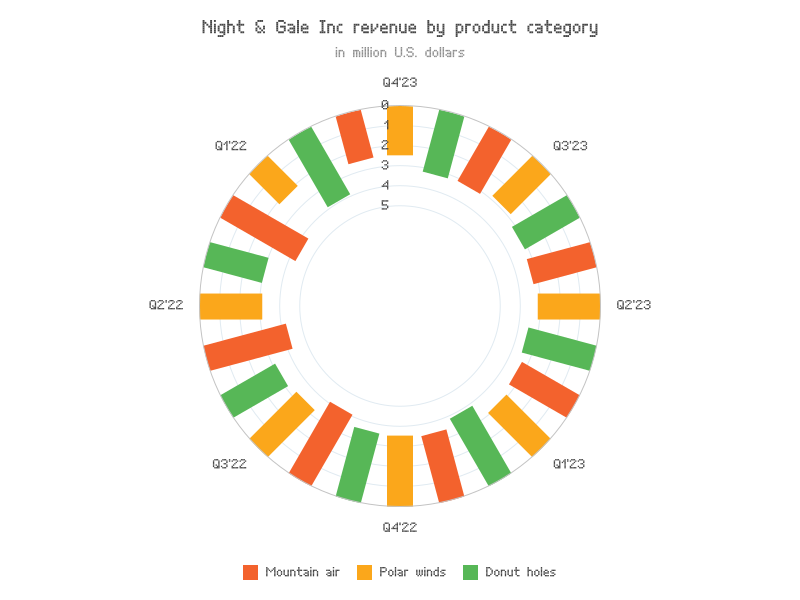 Night & Gale Inc revenue by product category
in million U.S. dollars
Q4'23
0
1
2
3
4
5
Q1'22
Q3'23
Q2'22
Q2'23
Q3'22
Q1'23
Q4'22
Mountain air
Polar winds
Donut holes